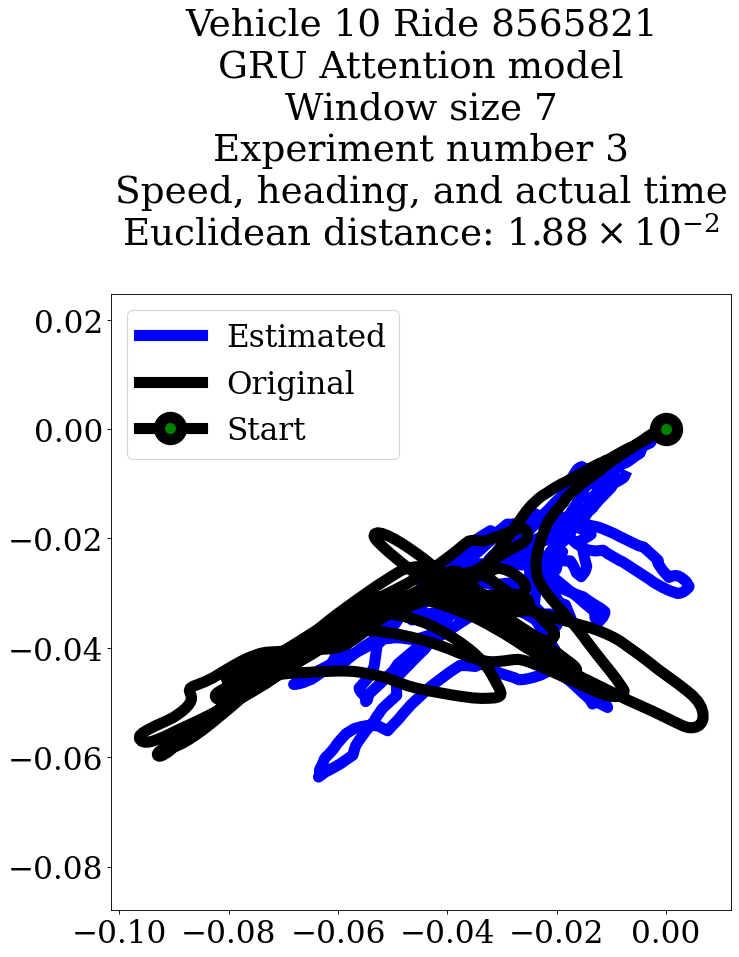 Vehicle 10 Ride 8565821
GRU Attention model
Window size 7
Experiment number 3
Speed, heading, and actual time
Euclidean distance: 1.88 × 10⁻²
0.02
0.00
−0.02
−0.04
−0.06
−0.08
Estimated
Original
Start
−0.10 −0.08 −0.06 −0.04 −0.02 0.00